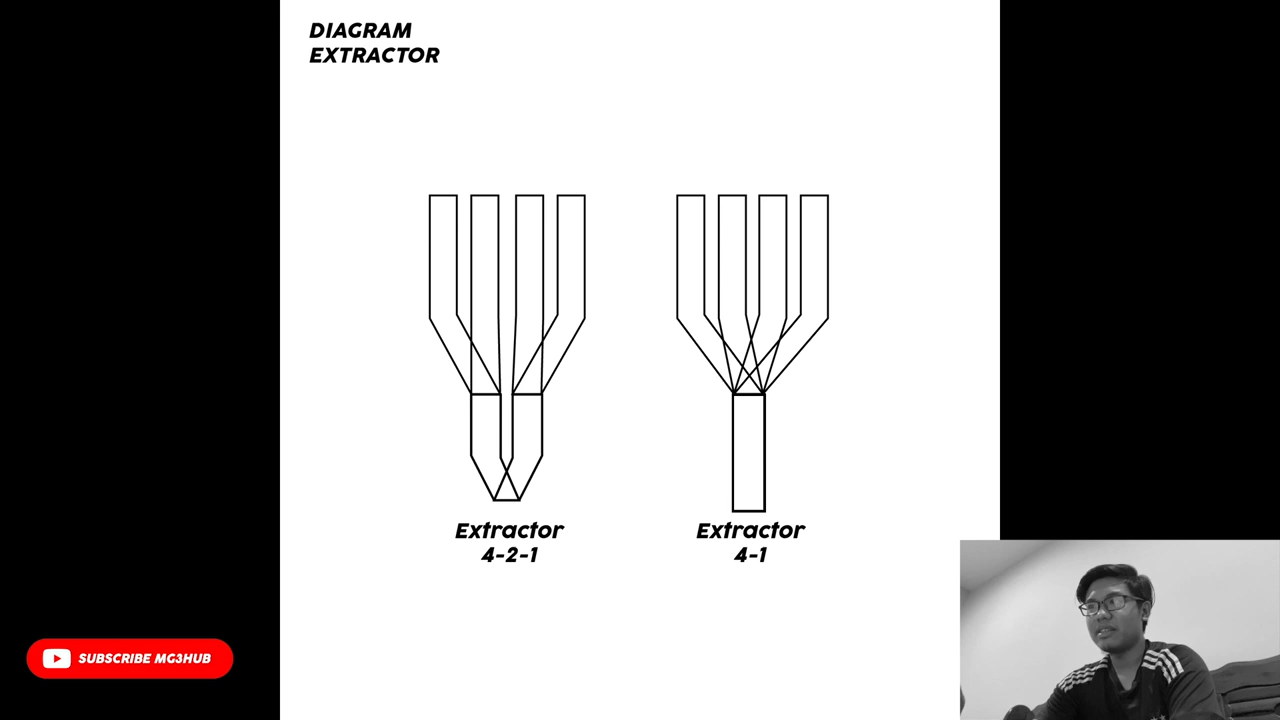 DIAGRAM
EXTRACTOR
Extractor
4-2-1
Extractor
4-1
SUBSCRIBE MG3HUB